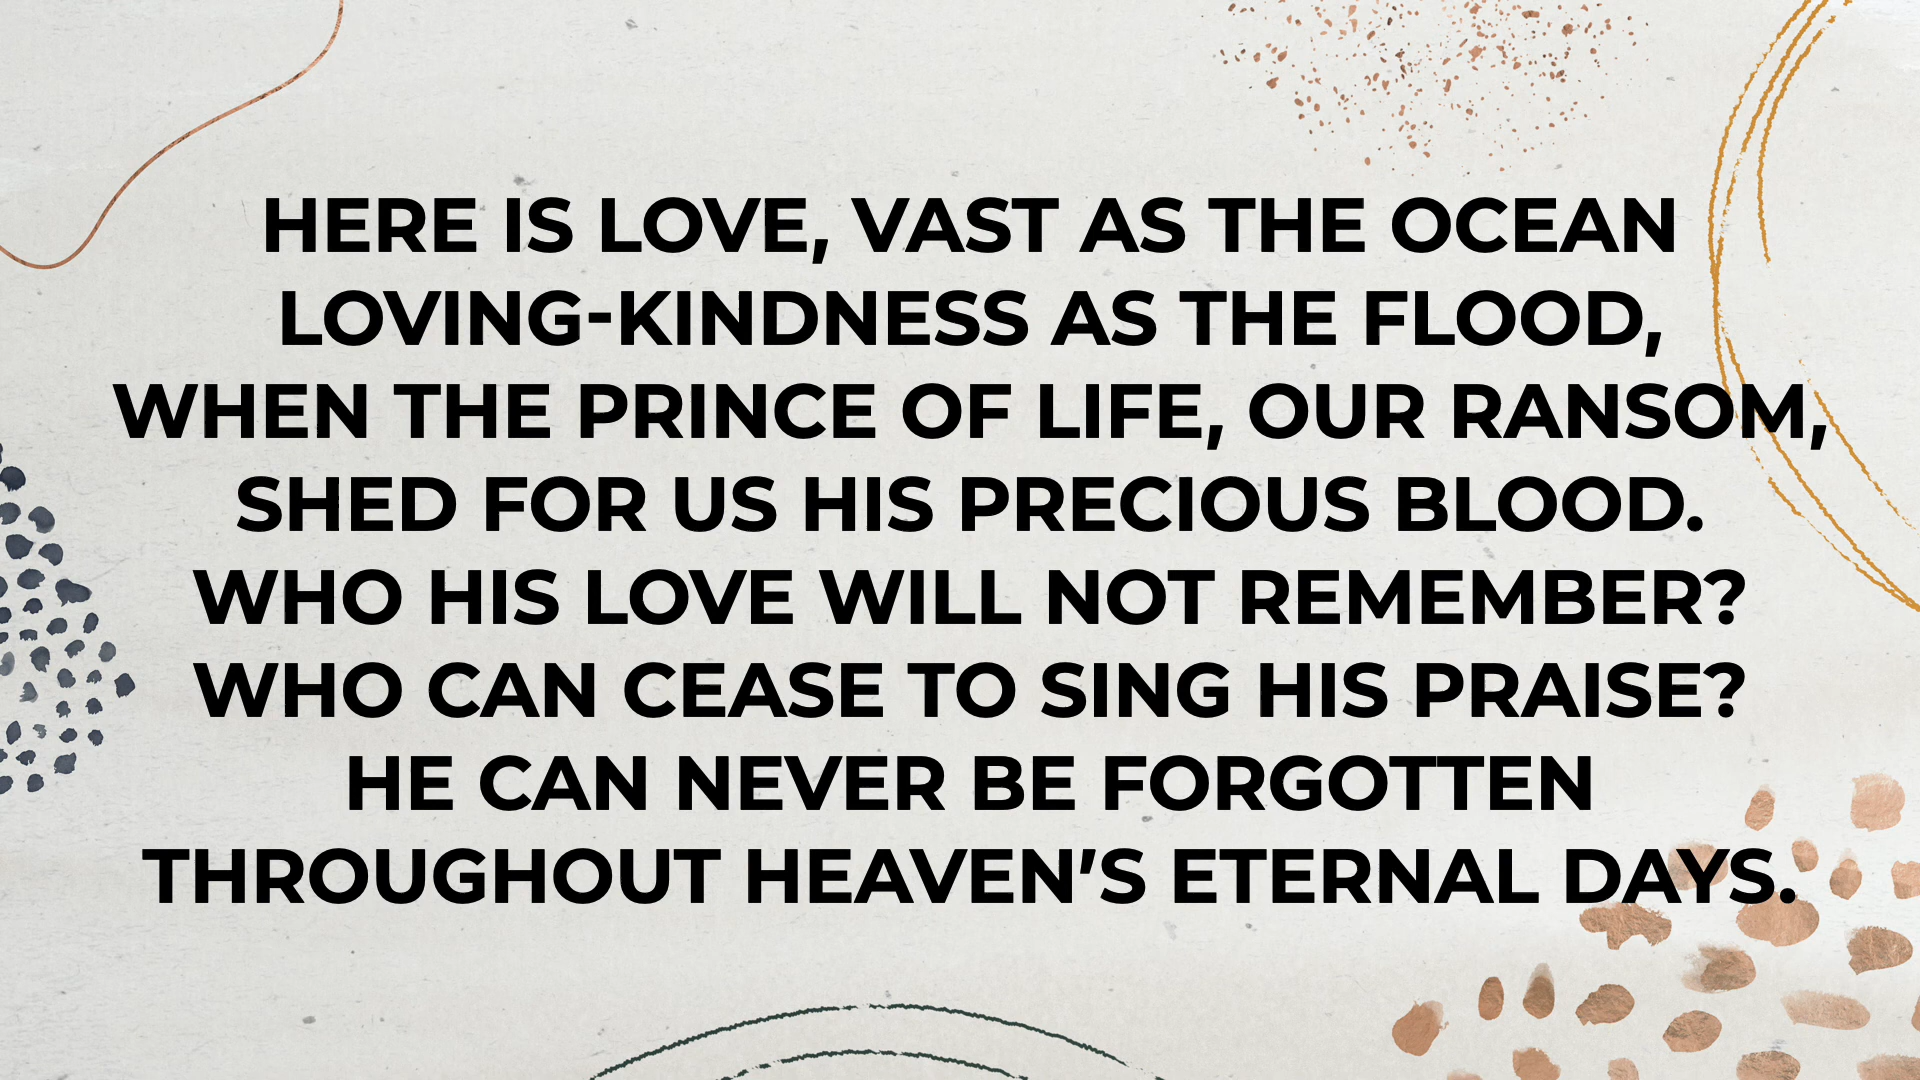 HERE IS LOVE, VAST AS THE OCEAN
LOVING-KINDNESS AS THE FLOOD,
WHEN THE PRINCE OF LIFE, OUR RANSOM,
SHED FOR US HIS PRECIOUS BLOOD.
WHO HIS LOVE WILL NOT REMEMBER?
WHO CAN CEASE TO SING HIS PRAISE?
HE CAN NEVER BE FORGOTTEN
THROUGHOUT HEAVEN’S ETERNAL DAYS.